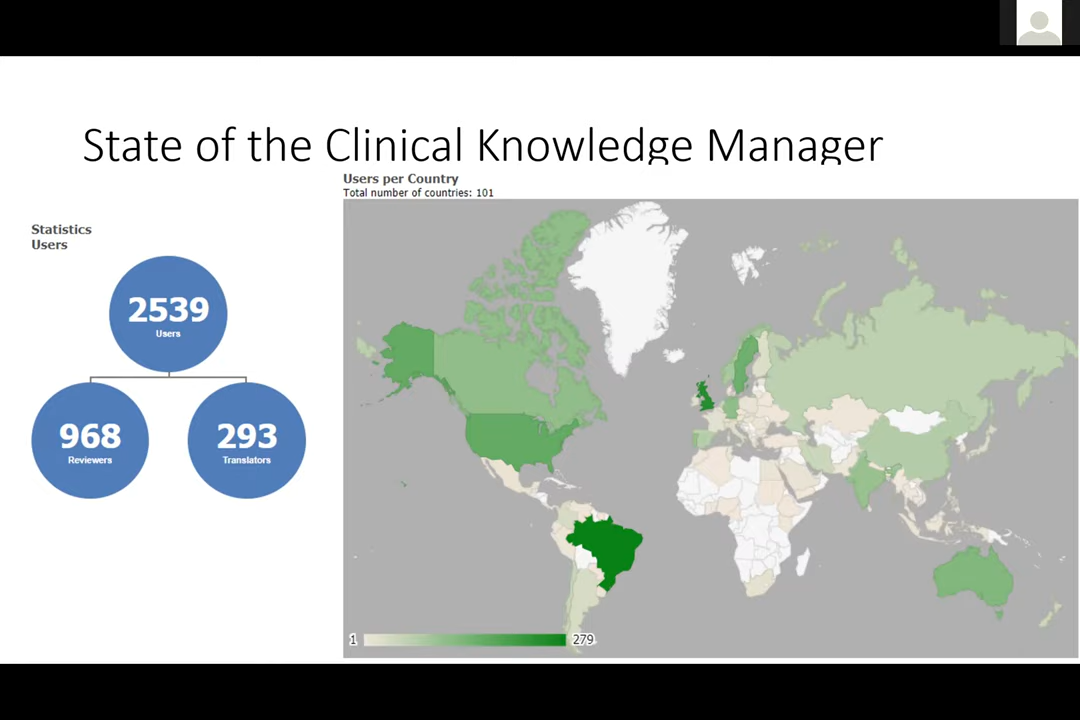 State of the Clinical Knowledge Manager
Users per Country
Total number of countries: 101
Statistics
Users
2539
Users
968
Reviewers
293
Translators
1
279